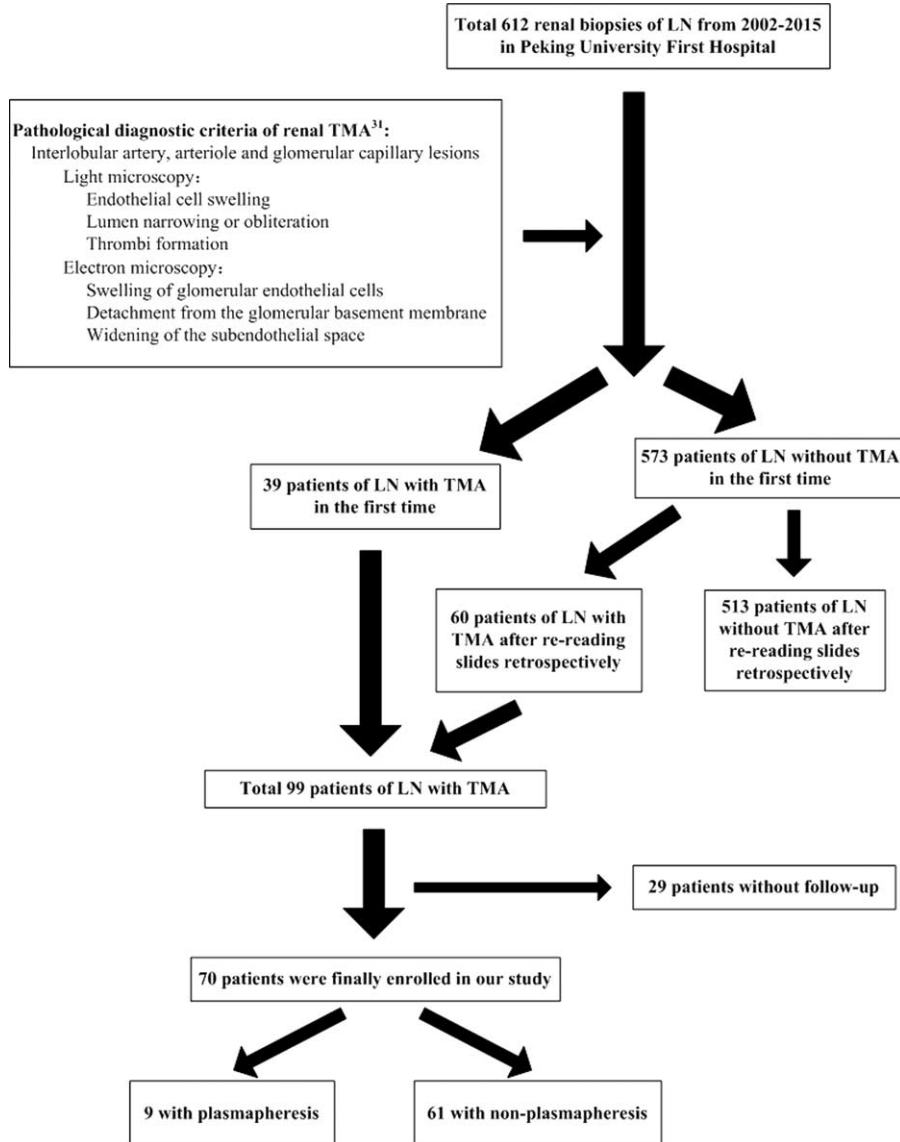 Total 612 renal biopsies of LN from 2002-2015
in Peking University First Hospital
Pathological diagnostic criteria of renal TMA³¹:
Interlobular artery, arteriole and glomerular capillary lesions
Light microscopy:
Endothelial cell swelling
Lumen narrowing or obliteration
Thrombi formation
Electron microscopy:
Swelling of glomerular endothelial cells
Detachment from the glomerular basement membrane
Widening of the subendothelial space
39 patients of LN with TMA
in the first time
573 patients of LN without TMA
in the first time
60 patients of LN with
TMA after re-reading
slides retrospectively
513 patients of LN
without TMA after
re-reading slides
retrospectively
Total 99 patients of LN with TMA
29 patients without follow-up
70 patients were finally enrolled in our study
9 with plasmapheresis
61 with non-plasmapheresis